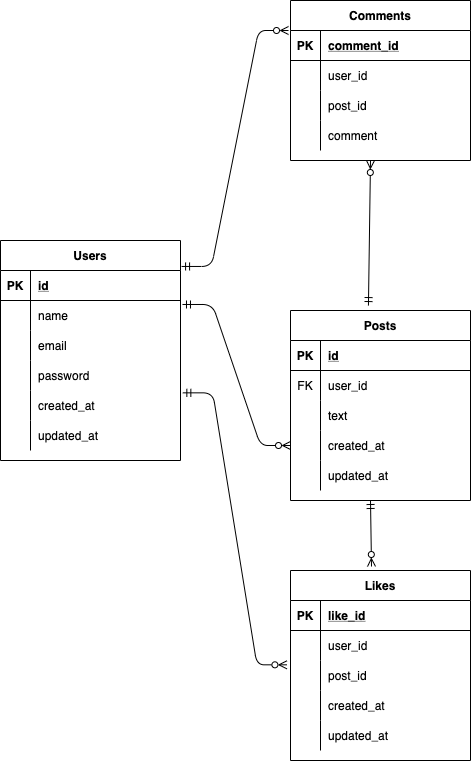 Comments
PK comment_id
user_id
post_id
comment
Users
PK id
name
email
password
created_at
updated_at
Posts
PK id
FK user_id
text
created_at
updated_at
Likes
PK like_id
user_id
post_id
created_at
updated_at